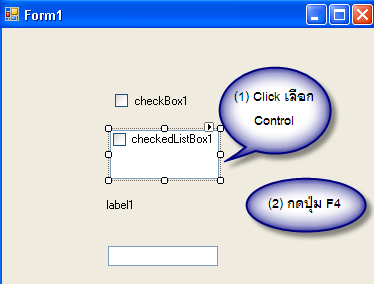 Form1
checkBox1
(1) Click เลือก
Control
checkedListBox1
label1
(2) กดปุ่ม F4